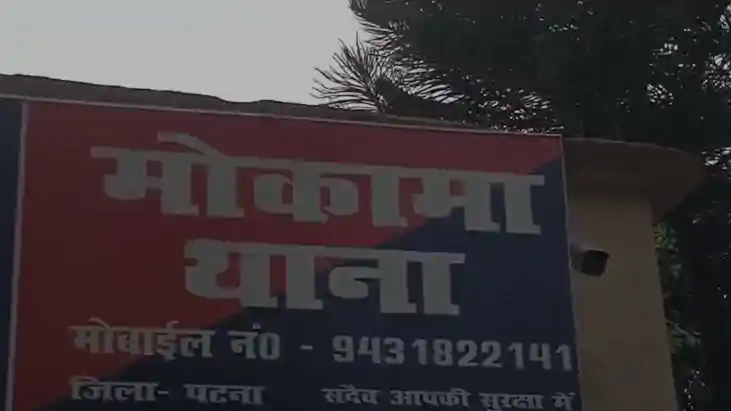 मोकामा
थाना
मोबाईल नं0 - 9431822141
जिला- पटना सदैव आपकी सुरक्षा में